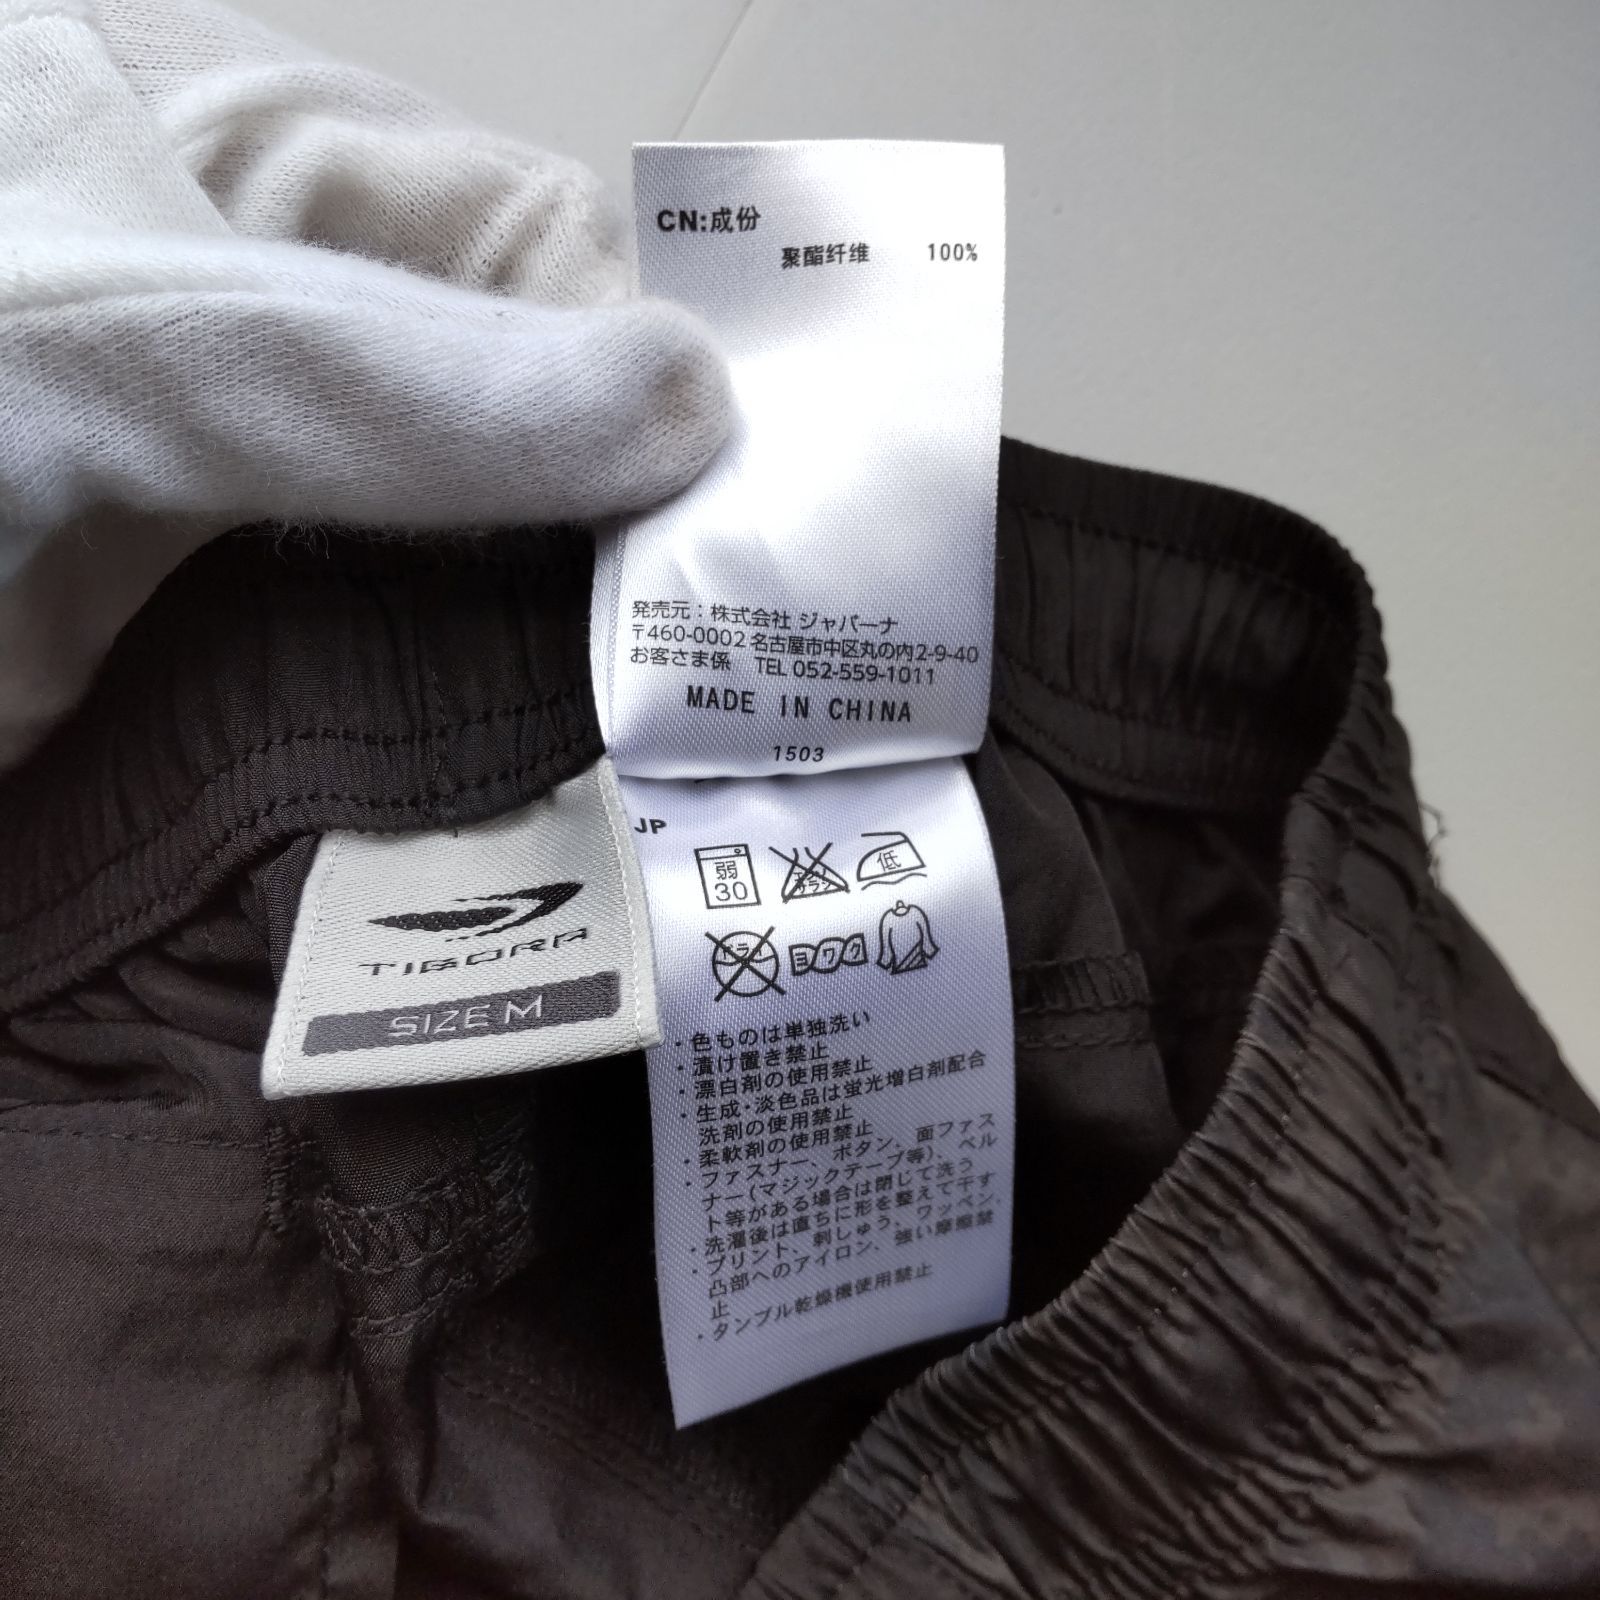 CN:成份
聚酯纤维 100%
発売元：株式会社 ジャパーナ
〒460-0002 名古屋市中区丸の内2-9-40
お客さま係 TEL 052-559-1011
MADE IN CHINA
1503
JP
弱
30
低
ヨワク
TIGORA
SIZE M
・色ものは単独洗い
・漬け置き禁止
・漂白剤の使用禁止
・生成・淡色品は蛍光増白剤配合
洗剤の使用禁止
・柔軟剤の使用禁止
・ファスナー、ボタン、面ファス
ナー(マジックテープ等)、ベル
ト等がある場合は閉じて洗う
・洗濯後は直ちに形を整えて干す
・プリント、刺しゅう、ワッペン、
凸部へのアイロン、強い摩擦禁
止
・タンブル乾燥機使用禁止